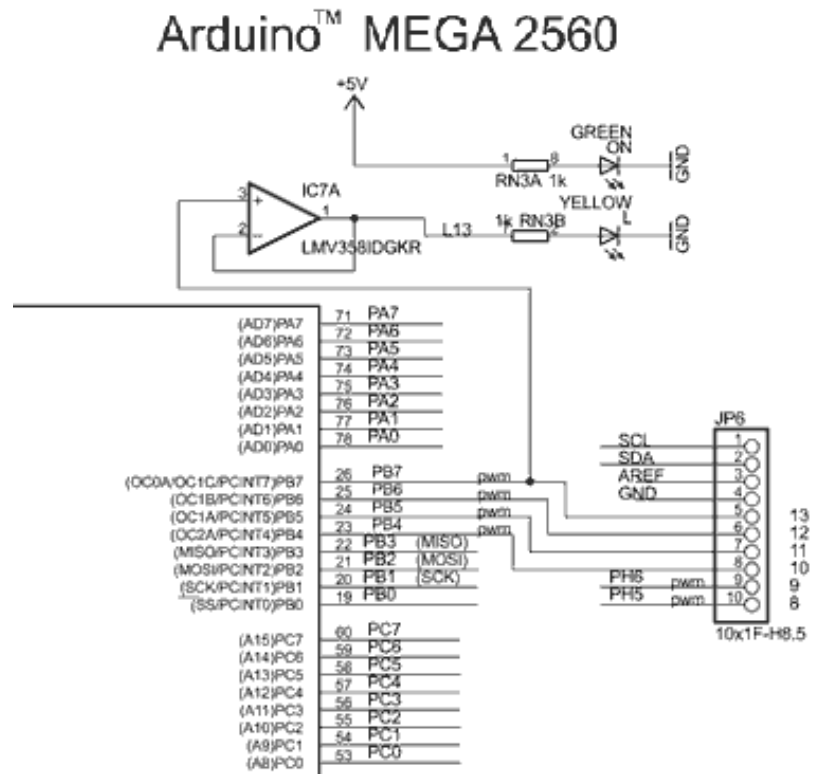 Arduino™ MEGA 2560
+5V
GREEN
ON
1 8
RN3A 1k
GND
YELLOW
L
3 + IC7A
1
2 -
LMV358IDGKR
L13
1k RN3B
1 2
GND
(AD7)PA7 71 PA7
(AD6)PA6 72 PA6
(AD5)PA5 73 PA5
(AD4)PA4 74 PA4
(AD3)PA3 75 PA3
(AD2)PA2 76 PA2
(AD1)PA1 77 PA1
(AD0)PA0 78 PA0
(OC0A/OC1C/PCINT7)PB7 26 PB7 pwm
(OC1B/PCINT6)PB6 25 PB6 pwm
(OC1A/PCINT5)PB5 24 PB5 pwm
(OC2A/PCINT4)PB4 23 PB4 pwm
(MISO/PCINT3)PB3 22 PB3 (MISO)
(MOSI/PCINT2)PB2 21 PB2 (MOSI)
(SCK/PCINT1)PB1 20 PB1 (SCK)
(SS/PCINT0)PB0 19 PB0
JP6
SCL 1
SDA 2
AREF 3
GND 4
5 13
6 12
7 11
8 10
PH6 pwm 9 9
PH5 pwm 10 8
10x1F-H8.5
(A15)PC7 60 PC7
(A14)PC6 59 PC6
(A13)PC5 58 PC5
(A12)PC4 57 PC4
(A11)PC3 56 PC3
(A10)PC2 55 PC2
(A9)PC1 54 PC1
(A8)PC0 53 PC0